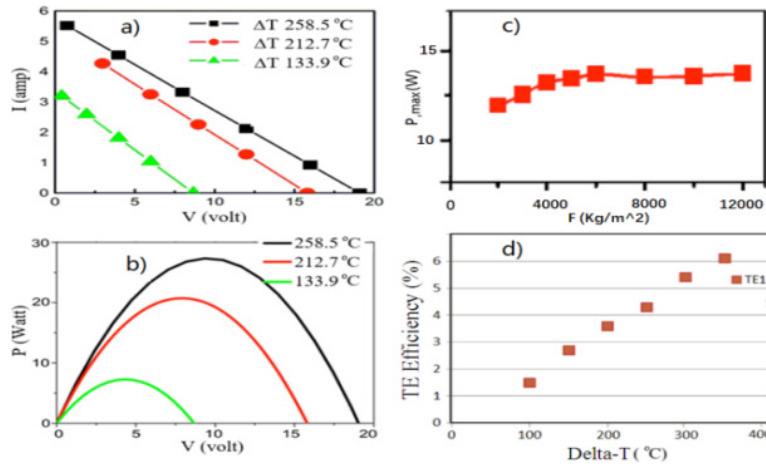 a)
ΔT 258.5 °C
ΔT 212.7 °C
ΔT 133.9 °C
I (amp)
6
5
4
3
2
1
0
0 5 10 15 20
V (volt)
c)
P,max(W)
15
12
4000 8000 12000
F (Kg/m^2)
b)
258.5 °C
212.7 °C
133.9 °C
P (Watt)
30
20
10
0
0 5 10 15 20
V (volt)
d)
TE Efficiency (%)
7
6
5
4
3
2
1
0
TE1
0 100 200 300 400
Delta-T ( °C)